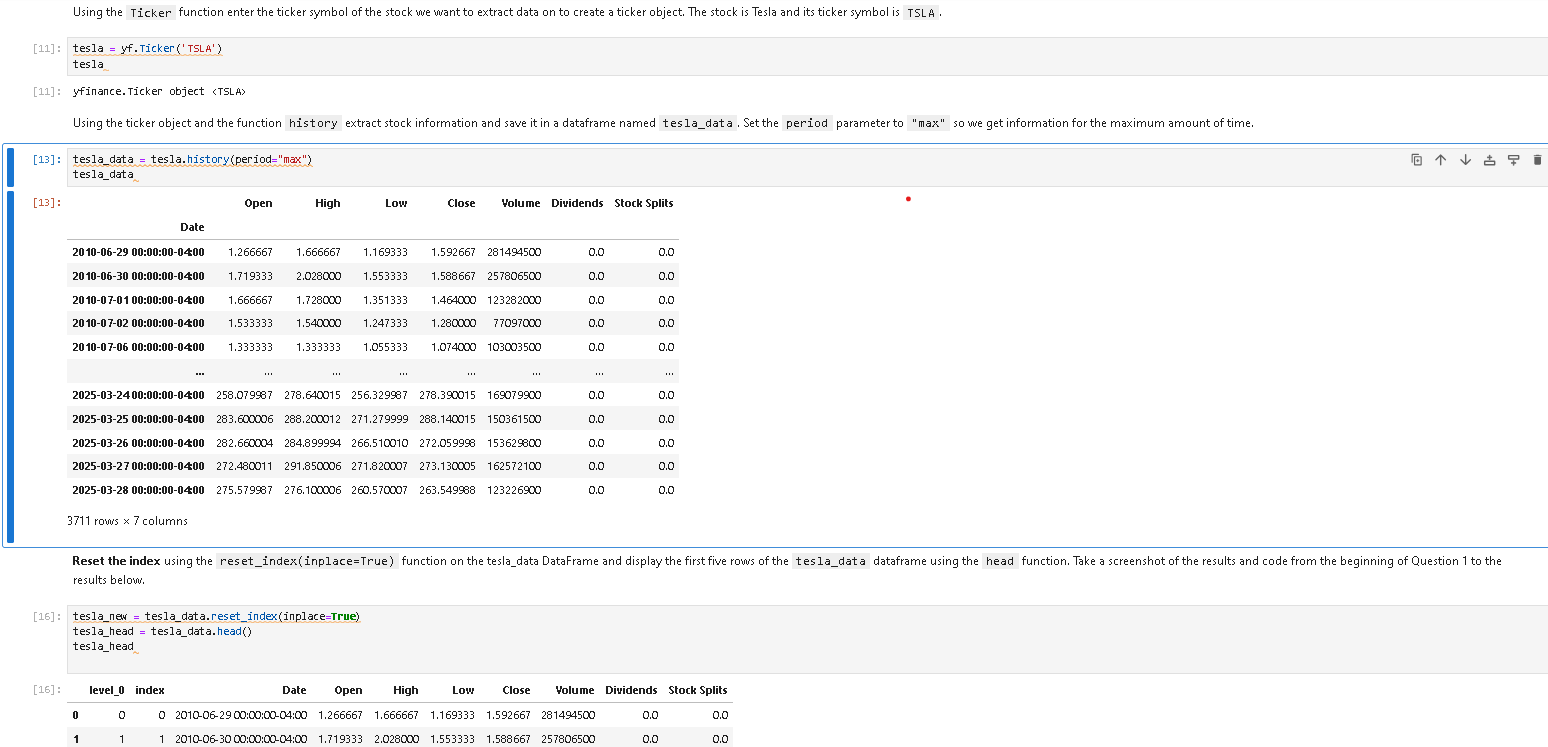 Using the Ticker function enter the ticker symbol of the stock we want to extract data on to create a ticker object. The stock is Tesla and its ticker symbol is TSLA .
[11]: tesla = yf.Ticker('TSLA')
tesla
[11]: yfinance.Ticker object <TSLA>
Using the ticker object and the function history extract stock information and save it in a dataframe named tesla_data . Set the period parameter to "max" so we get information for the maximum amount of time.
[13]: tesla_data = tesla.history(period="max")
tesla_data
[13]: Open High Low Close Volume Dividends Stock Splits
Date
2010-06-29 00:00:00-04:00 1.266667 1.666667 1.169333 1.592667 281494500 0.0 0.0
2010-06-30 00:00:00-04:00 1.719333 2.028000 1.553333 1.588667 257806500 0.0 0.0
2010-07-01 00:00:00-04:00 1.666667 1.728000 1.351333 1.464000 123282000 0.0 0.0
2010-07-02 00:00:00-04:00 1.533333 1.540000 1.247333 1.280000 77097000 0.0 0.0
2010-07-06 00:00:00-04:00 1.333333 1.333333 1.055333 1.074000 103003500 0.0 0.0
... ... ... ... ... ... ... ...
2025-03-24 00:00:00-04:00 258.079987 278.640015 256.329987 278.390015 169079900 0.0 0.0
2025-03-25 00:00:00-04:00 283.600006 288.200012 271.279999 288.140015 150361500 0.0 0.0
2025-03-26 00:00:00-04:00 282.660004 284.899994 266.510010 272.059998 153629800 0.0 0.0
2025-03-27 00:00:00-04:00 272.480011 291.850006 271.820007 273.130005 162572100 0.0 0.0
2025-03-28 00:00:00-04:00 275.579987 276.100006 260.570007 263.549988 123226900 0.0 0.0
3711 rows × 7 columns
Reset the index using the reset_index(inplace=True) function on the tesla_data DataFrame and display the first five rows of the tesla_data dataframe using the head function. Take a screenshot of the results and code from the beginning of Question 1 to the
results below.
[16]: tesla_new = tesla_data.reset_index(inplace=True)
tesla_head = tesla_data.head()
tesla_head
[16]: level_0 index Date Open High Low Close Volume Dividends Stock Splits
0 0 0 2010-06-29 00:00:00-04:00 1.266667 1.666667 1.169333 1.592667 281494500 0.0 0.0
1 1 1 2010-06-30 00:00:00-04:00 1.719333 2.028000 1.553333 1.588667 257806500 0.0 0.0